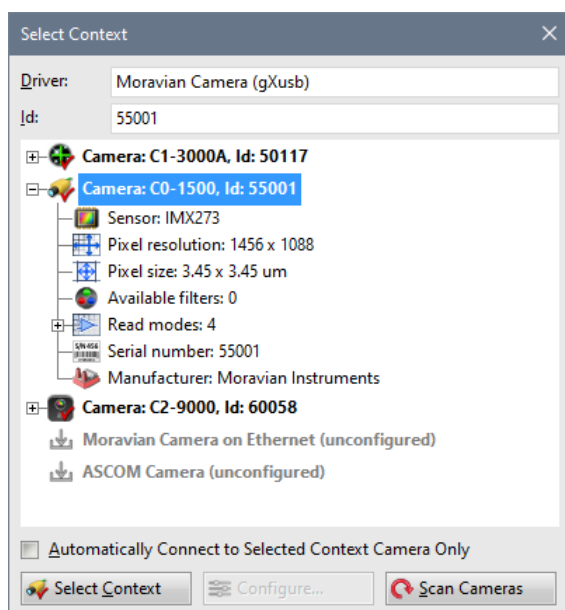 Select Context
Driver: Moravian Camera (gXusb)
Id: 55001
Camera: C1-3000A, Id: 50117
Camera: C0-1500, Id: 55001
Sensor: IMX273
Pixel resolution: 1456 x 1088
Pixel size: 3.45 x 3.45 um
Available filters: 0
Read modes: 4
S/N 456
Serial number: 55001
Manufacturer: Moravian Instruments
Camera: C2-9000, Id: 60058
Moravian Camera on Ethernet (unconfigured)
ASCOM Camera (unconfigured)
Automatically Connect to Selected Context Camera Only
Select Context Configure... Scan Cameras